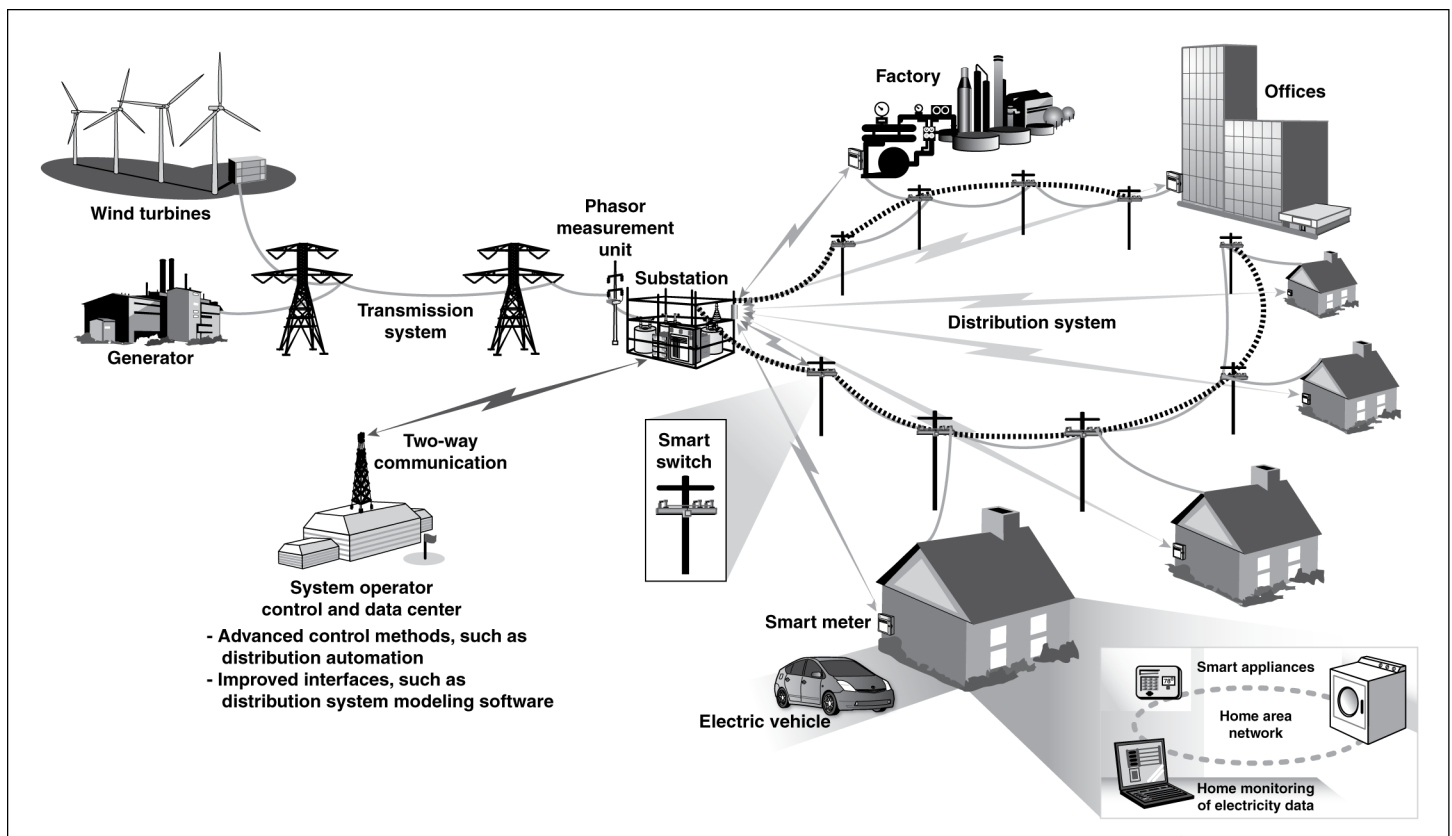 Factory
Offices
Wind turbines
Phasor
measurement
unit
Substation
Transmission
system
Distribution system
Generator
Two-way
communication
Smart
switch
System operator
control and data center
- Advanced control methods, such as
distribution automation
- Improved interfaces, such as
distribution system modeling software
Smart meter
Electric vehicle
Smart appliances
78°
Home area
network
Home monitoring
of electricity data